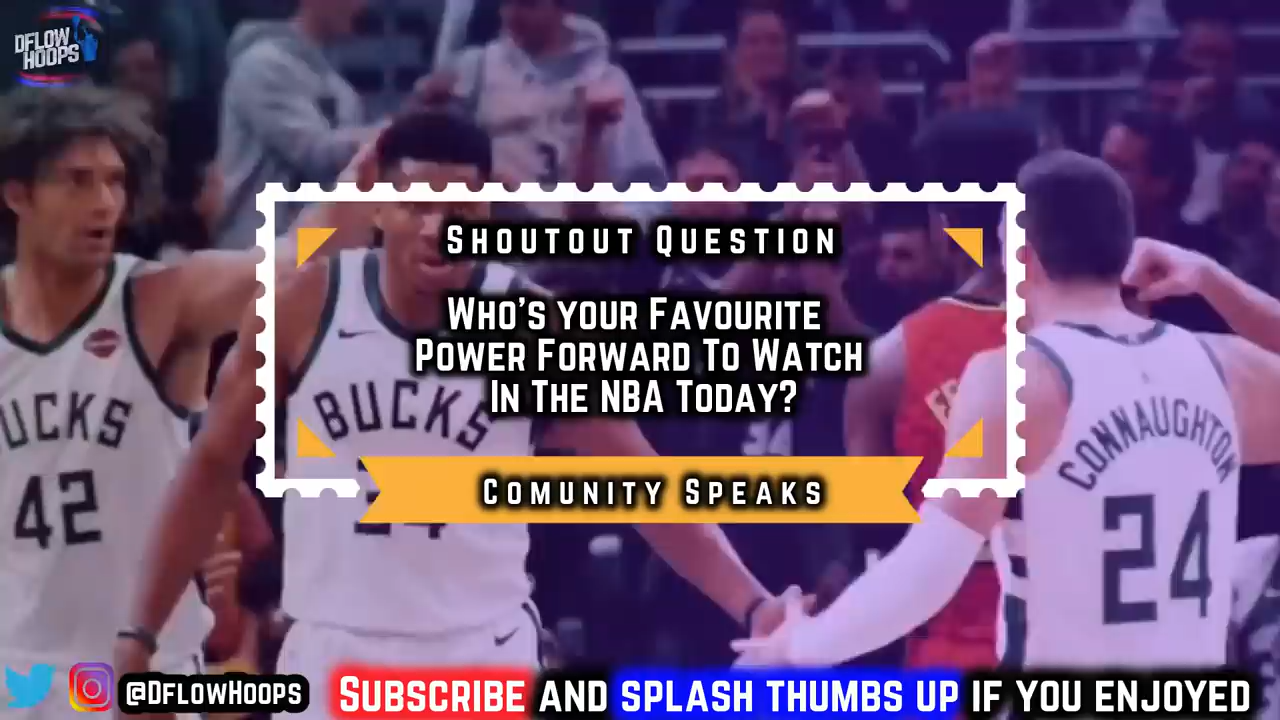 DFLOW
HOOPS
SHOUTOUT QUESTION
WHO'S YOUR FAVOURITE
POWER FORWARD TO WATCH
IN THE NBA TODAY?
COMUNITY SPEAKS
BUCKS
42
BUCKS
CONNAUGHTON
24
@DFLOWHOOPS
SUBSCRIBE AND SPLASH THUMBS UP IF YOU ENJOYED